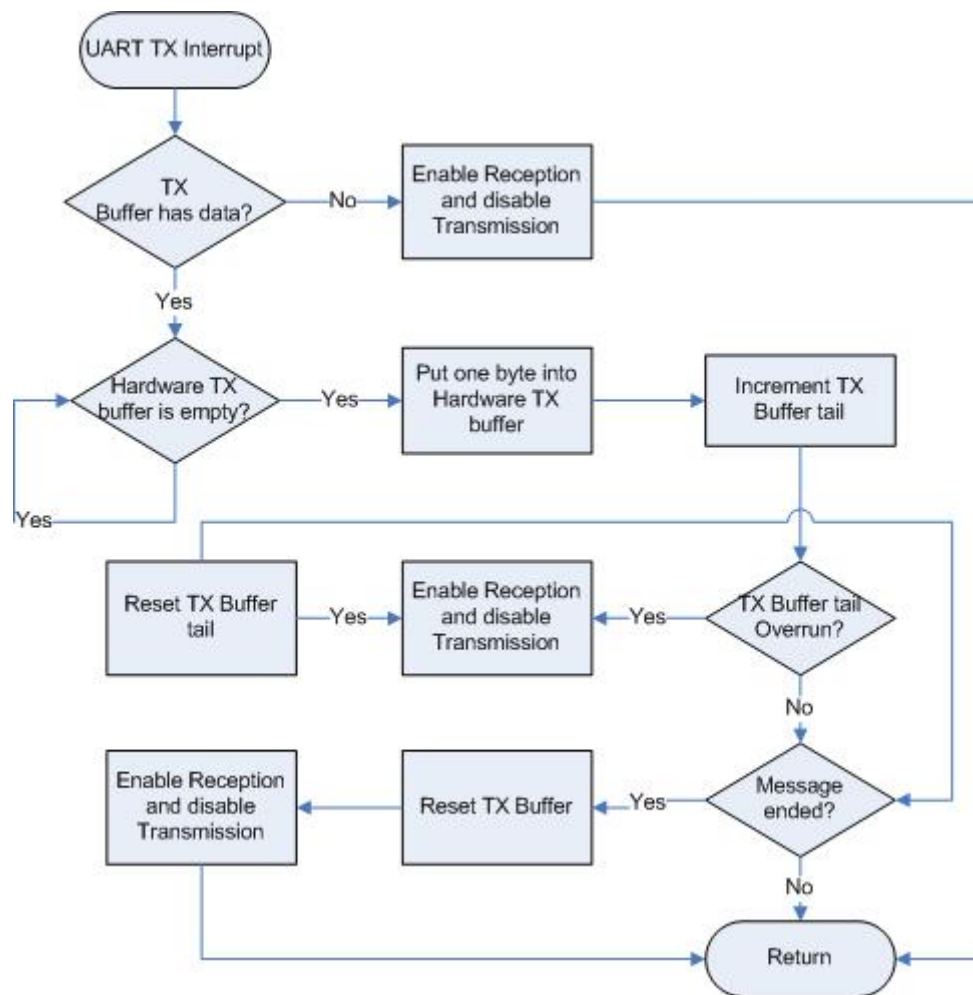 UART TX Interrupt
TX
Buffer has data?
No
Enable Reception
and disable
Transmission
Yes
Hardware TX
buffer is empty?
Yes
Put one byte into
Hardware TX
buffer
Increment TX
Buffer tail
Yes
Reset TX Buffer
tail
Yes
Enable Reception
and disable
Transmission
Yes
TX Buffer tail
Overrun?
No
Enable Reception
and disable
Transmission
Reset TX Buffer
Yes
Message
ended?
No
Return